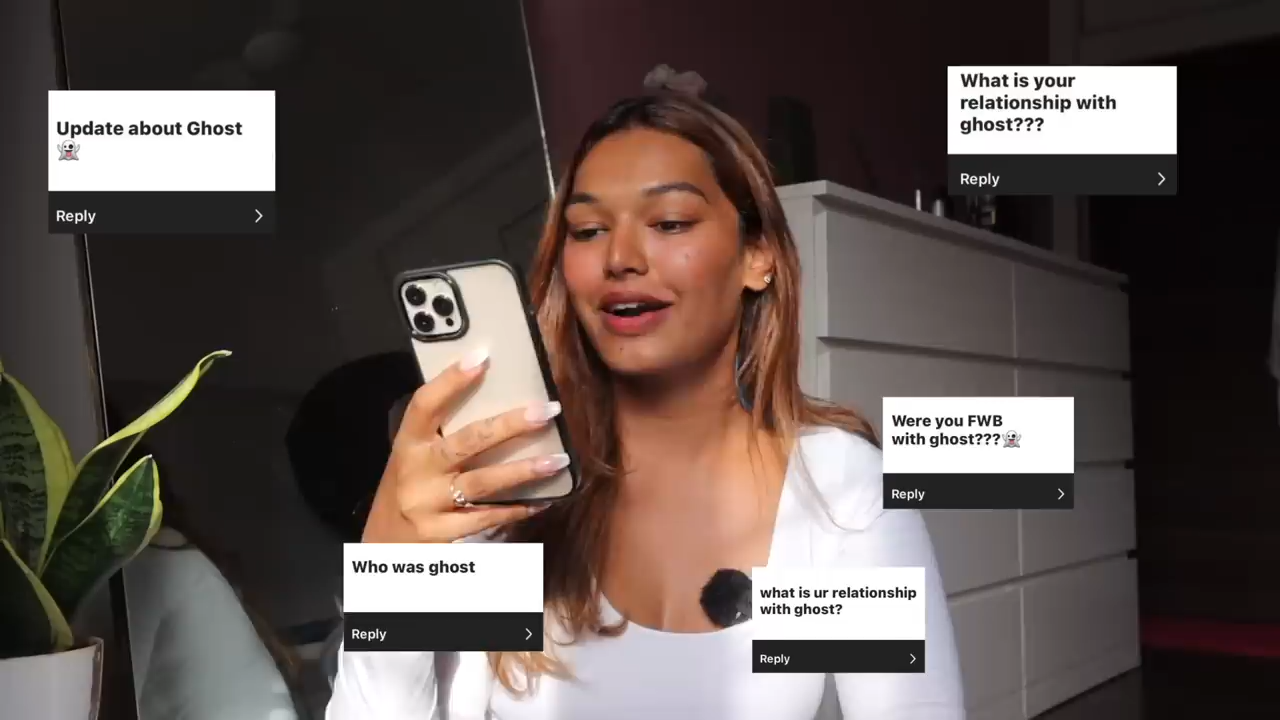 Update about Ghost
👻
Reply
What is your
relationship with
ghost???
Reply
Were you FWB
with ghost???👻
Reply
Who was ghost
Reply
what is ur relationship
with ghost?
Reply